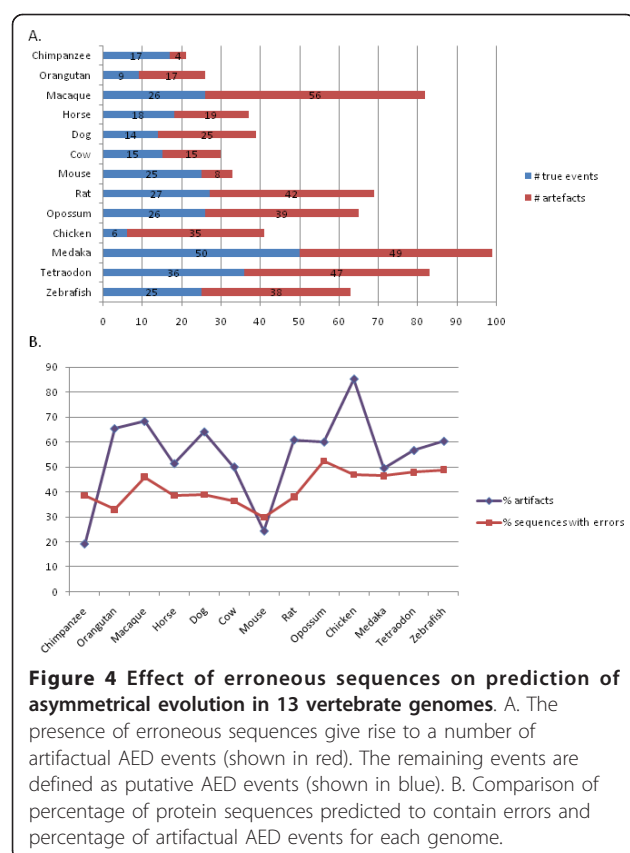 A.
Chimpanzee 17 4
Orangutan 9 17
Macaque 26 56
Horse 18 19
Dog 14 25
Cow 15 15
Mouse 25 8
Rat 27 42
Opossum 26 39
Chicken 6 35
Medaka 50 49
Tetraodon 36 47
Zebrafish 25 38
0 10 20 30 40 50 60 70 80 90 100
# true events
# artefacts
B.
90
80
70
60
50
40
30
20
10
0
Chimpanzee Orangutan Macaque Horse Dog Cow Mouse Rat Opossum Chicken Medaka Tetraodon Zebrafish
% artifacts
% sequences with errors
Figure 4 Effect of erroneous sequences on prediction of
asymmetrical evolution in 13 vertebrate genomes. A. The
presence of erroneous sequences give rise to a number of
artifactual AED events (shown in red). The remaining events are
defined as putative AED events (shown in blue). B. Comparison of
percentage of protein sequences predicted to contain errors and
percentage of artifactual AED events for each genome.